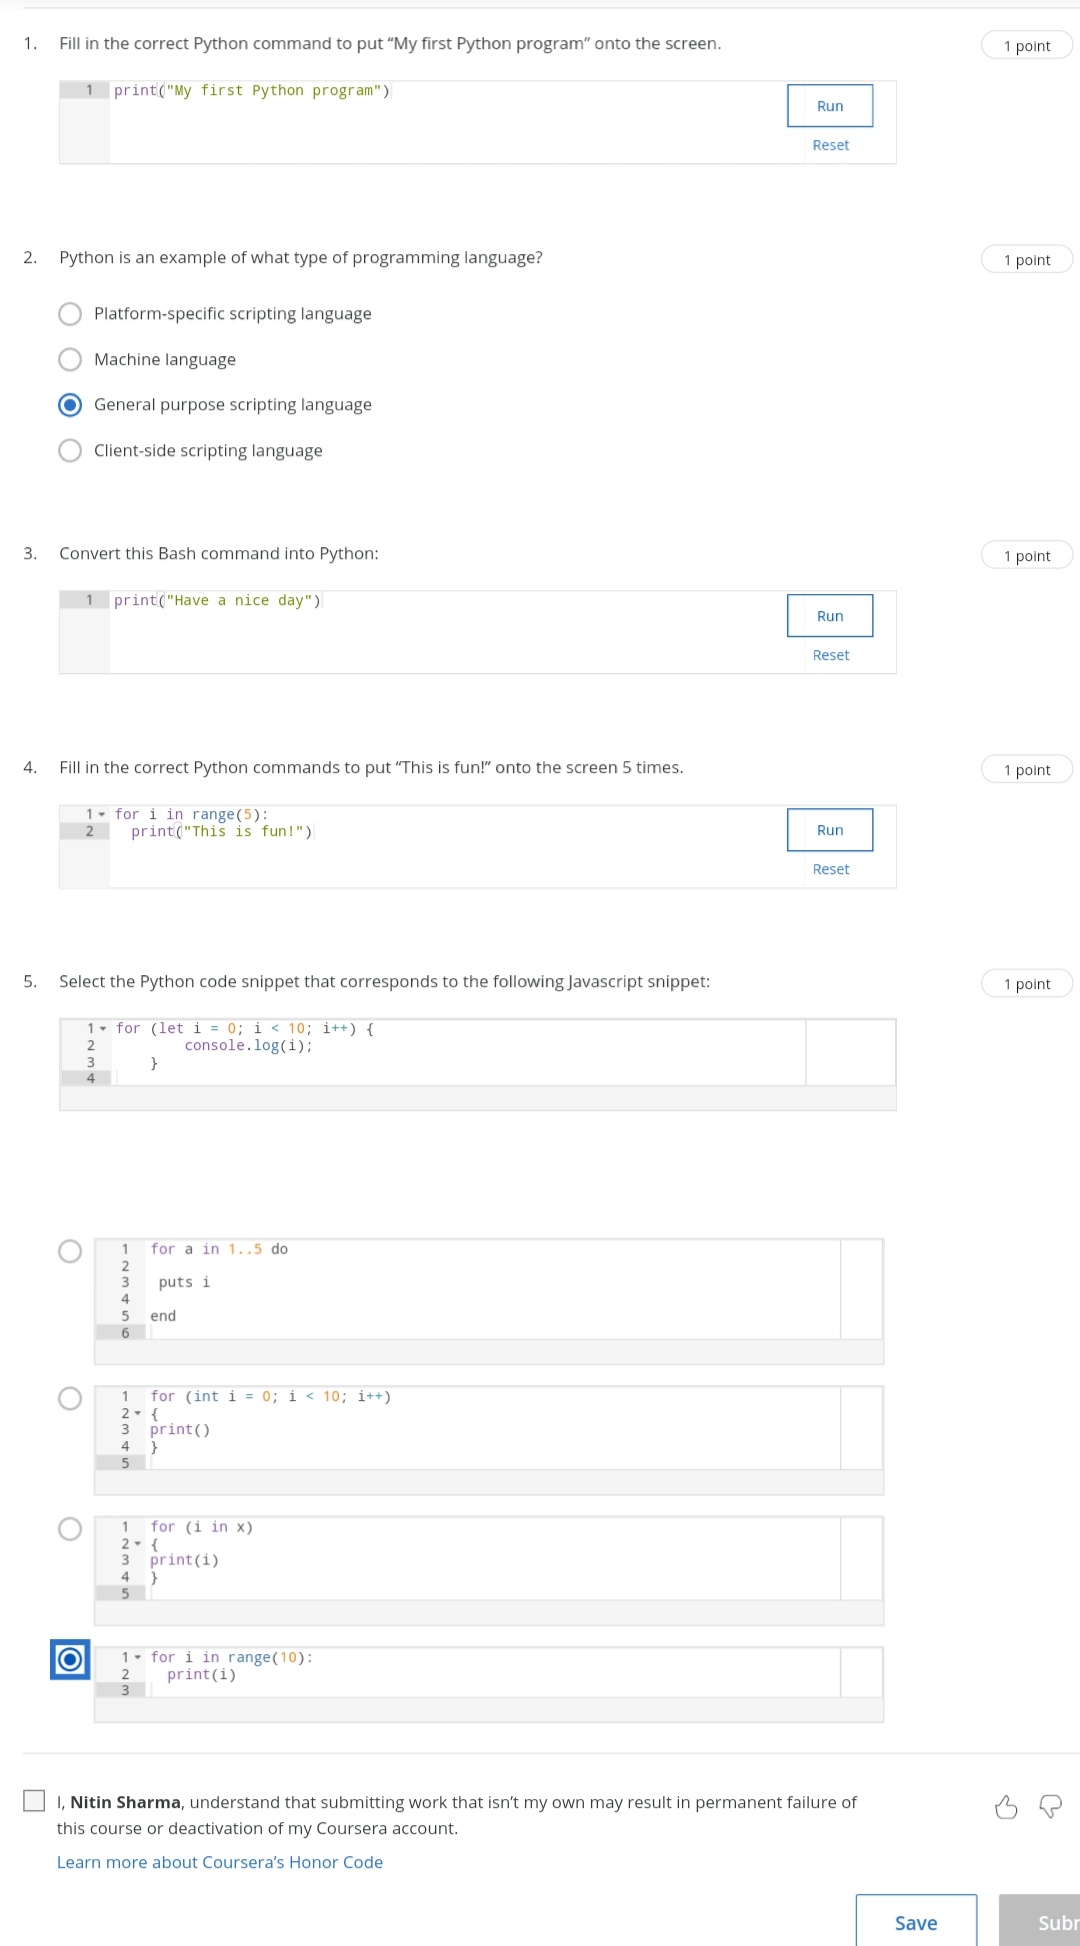 1. Fill in the correct Python command to put “My first Python program” onto the screen.
1 point
1 print("My first Python program")
Run
Reset
2. Python is an example of what type of programming language?
1 point
Platform-specific scripting language
Machine language
General purpose scripting language
Client-side scripting language
3. Convert this Bash command into Python:
1 point
1 print("Have a nice day")
Run
Reset
4. Fill in the correct Python commands to put “This is fun!” onto the screen 5 times.
1 point
1 for i in range(5):
2 print("This is fun!")
Run
Reset
5. Select the Python code snippet that corresponds to the following Javascript snippet:
1 point
1 for (let i = 0; i < 10; i++) {
2 console.log(i);
3 }
4
1 for a in 1..5 do
2
3 puts i
4
5 end
6
1 for (int i = 0; i < 10; i++)
2 {
3 print()
4 }
5
1 for (i in x)
2 {
3 print(i)
4 }
5
1 for i in range(10):
2 print(i)
3
I, Nitin Sharma, understand that submitting work that isn’t my own may result in permanent failure of
this course or deactivation of my Coursera account.
Learn more about Coursera’s Honor Code
Save